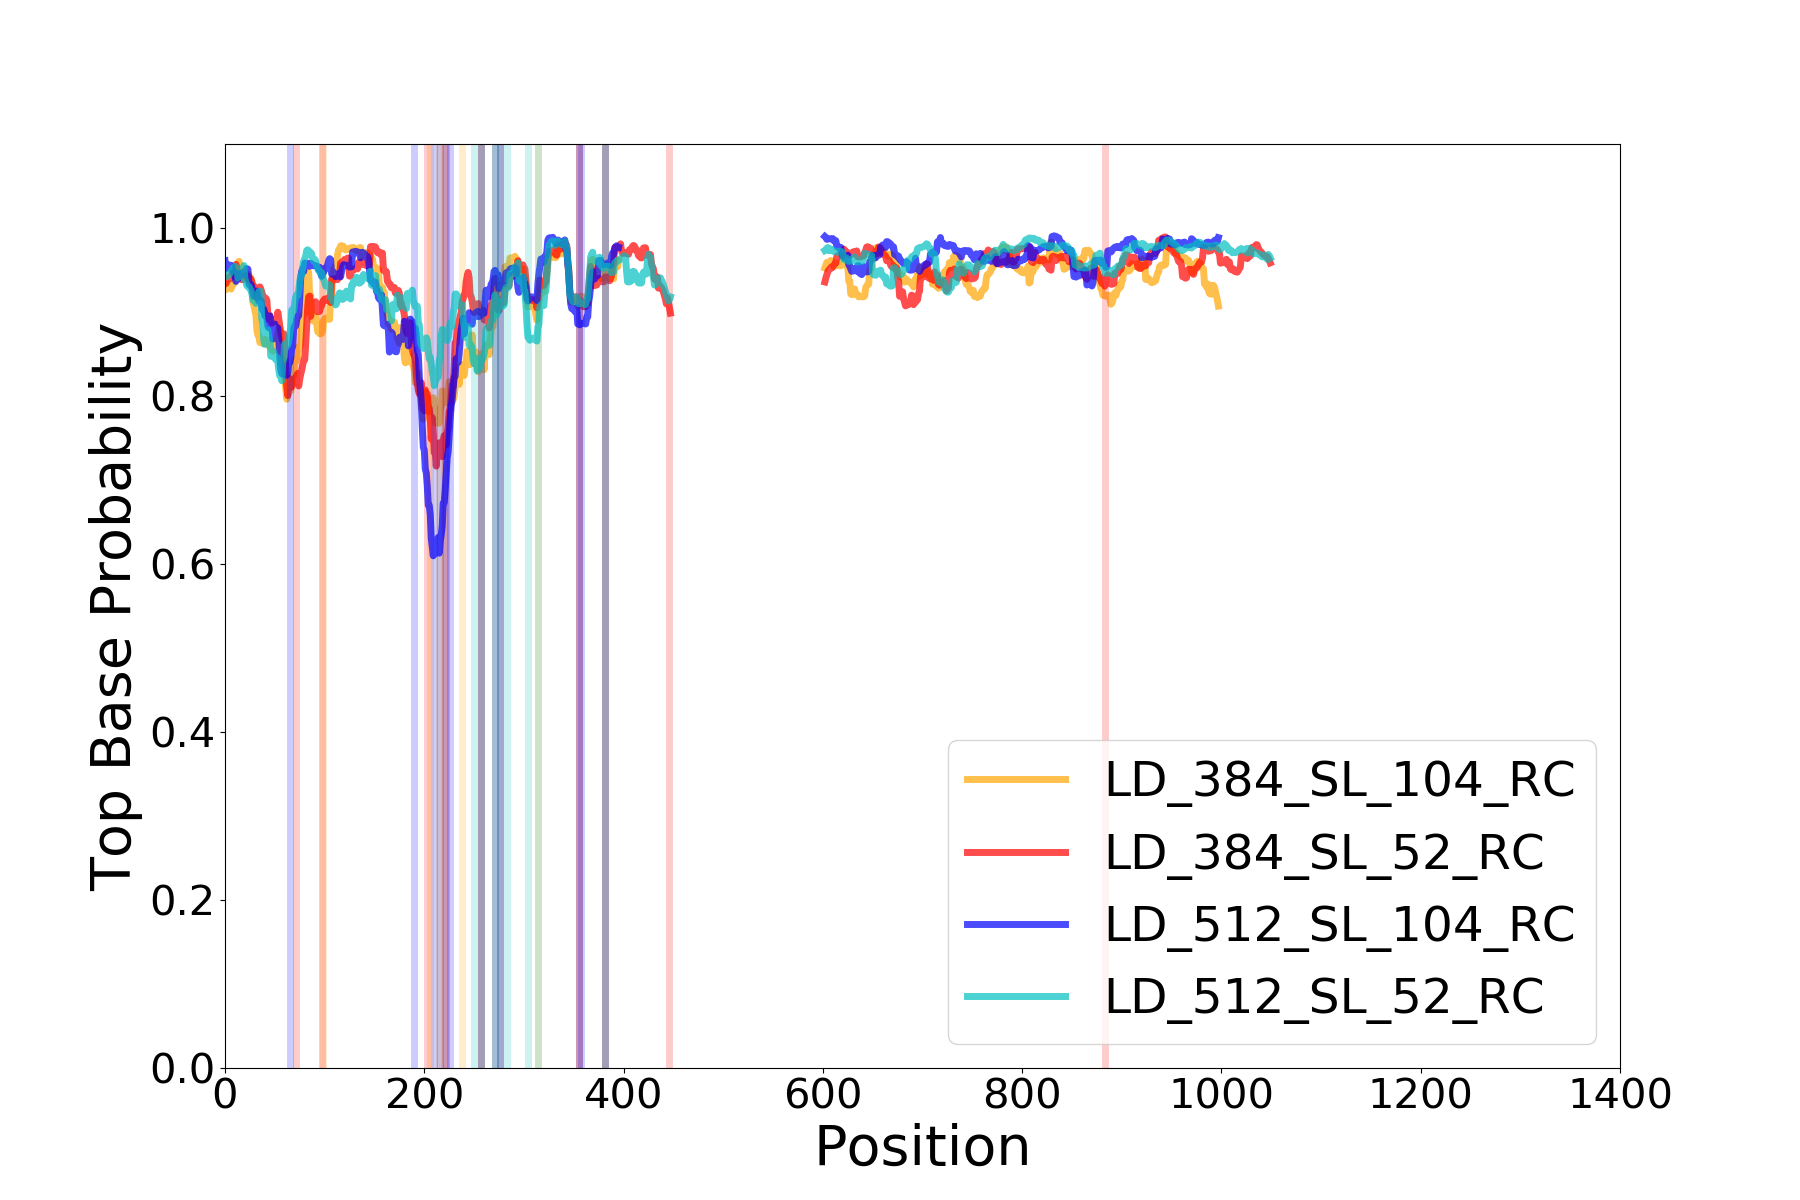 Top Base Probability
1.0
0.8
0.6
0.4
0.2
0.0
0 200 400 600 800 1000 1200 1400
Position
LD_384_SL_104_RC
LD_384_SL_52_RC
LD_512_SL_104_RC
LD_512_SL_52_RC